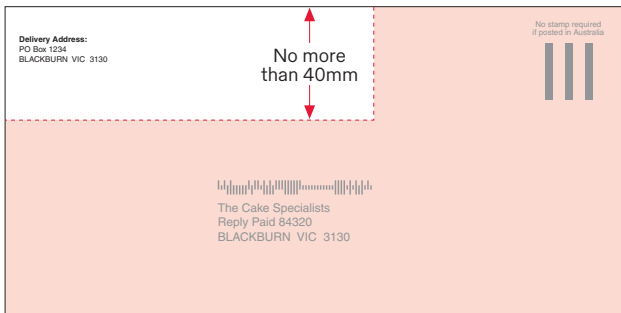 Delivery Address:
PO Box 1234
BLACKBURN VIC 3130
No more
than 40mm
No stamp required
if posted in Australia
The Cake Specialists
Reply Paid 84320
BLACKBURN VIC 3130